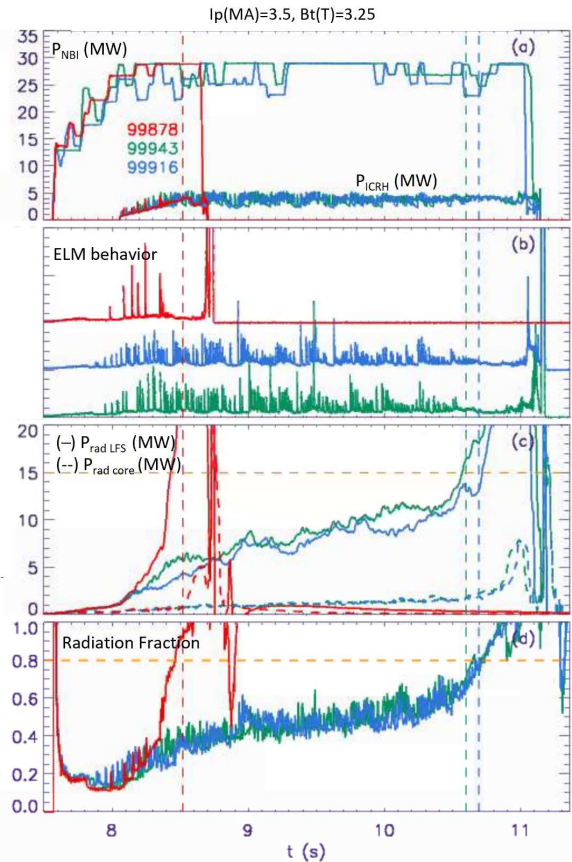 Ip(MA)=3.5, Bt(T)=3.25
35
P_NBI (MW)
(a)
30
25
20
99878
99943
99916
15
10
P_ICRH (MW)
5
0
(b)
ELM behavior
20
(─) P_rad LFS (MW)
(c)
(--) P_rad core (MW)
15
10
5
0
1.0
Radiation Fraction
(d)
0.8
0.6
0.4
0.2
0.0
8 9 10 11
t (s)